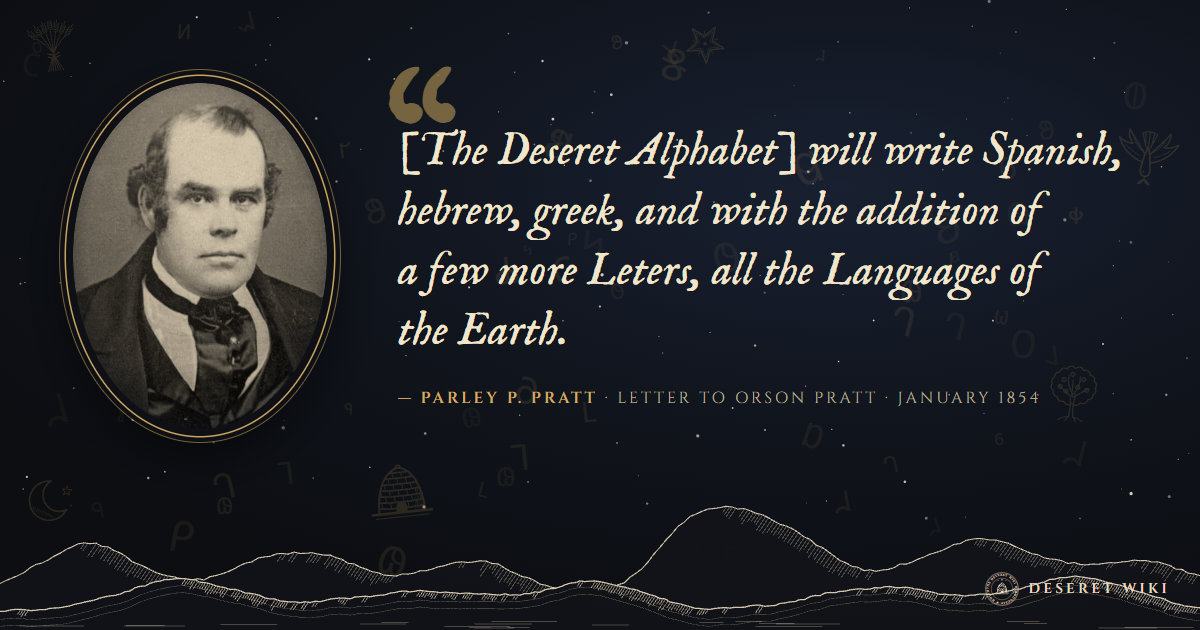 “
[The Deseret Alphabet] will write Spanish,
hebrew, greek, and with the addition of
a few more Leters, all the Languages of
the Earth.
— PARLEY P. PRATT · LETTER TO ORSON PRATT · JANUARY 1854
DESERET WIKI